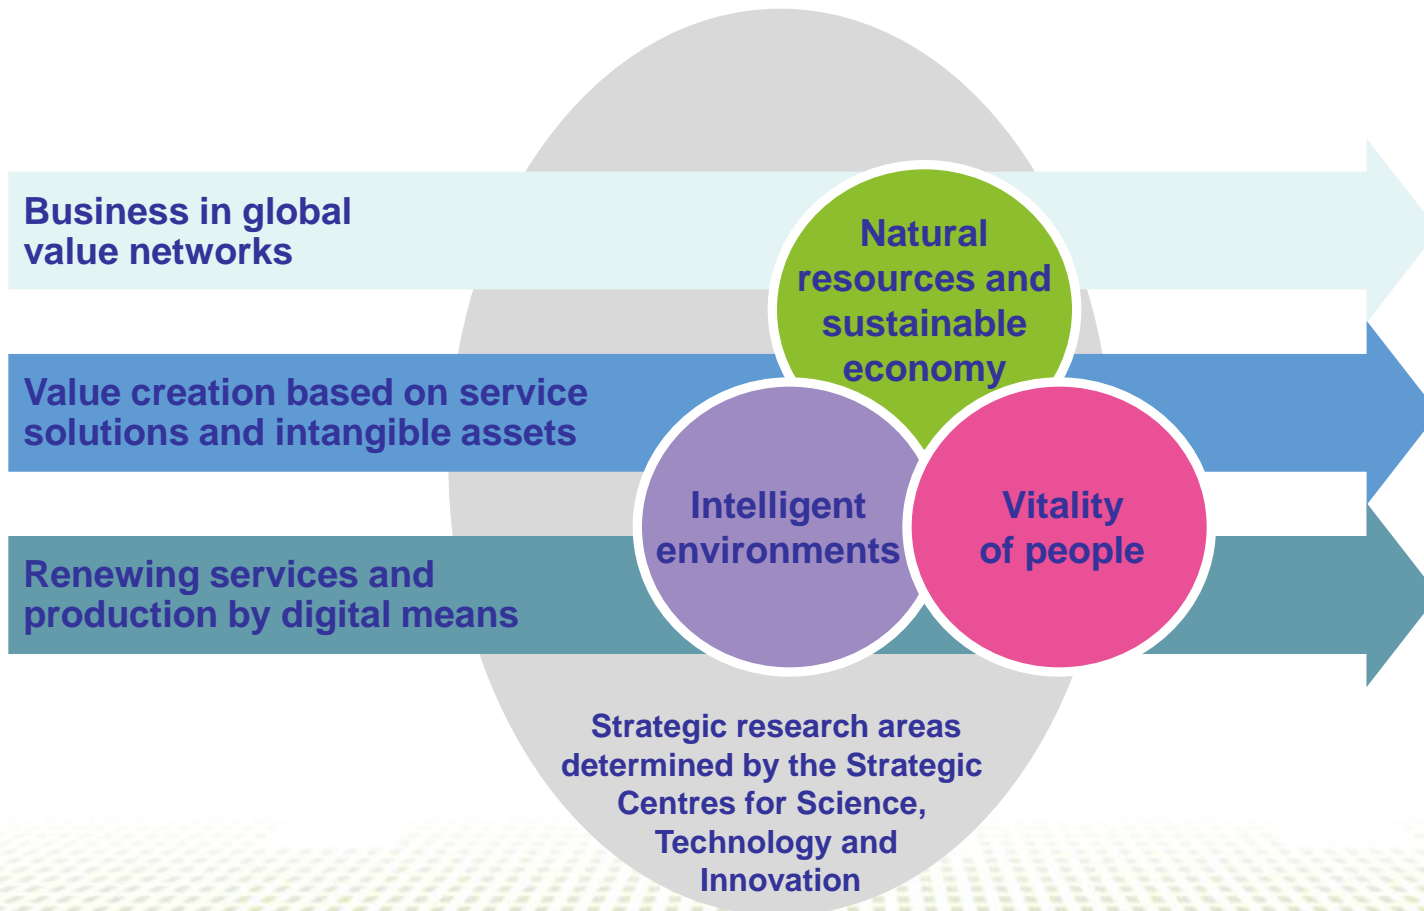 Business in global
value networks
Natural
resources and
sustainable
economy
Value creation based on service
solutions and intangible assets
Intelligent
environments
Vitality
of people
Renewing services and
production by digital means
Strategic research areas
determined by the Strategic
Centres for Science,
Technology and
Innovation